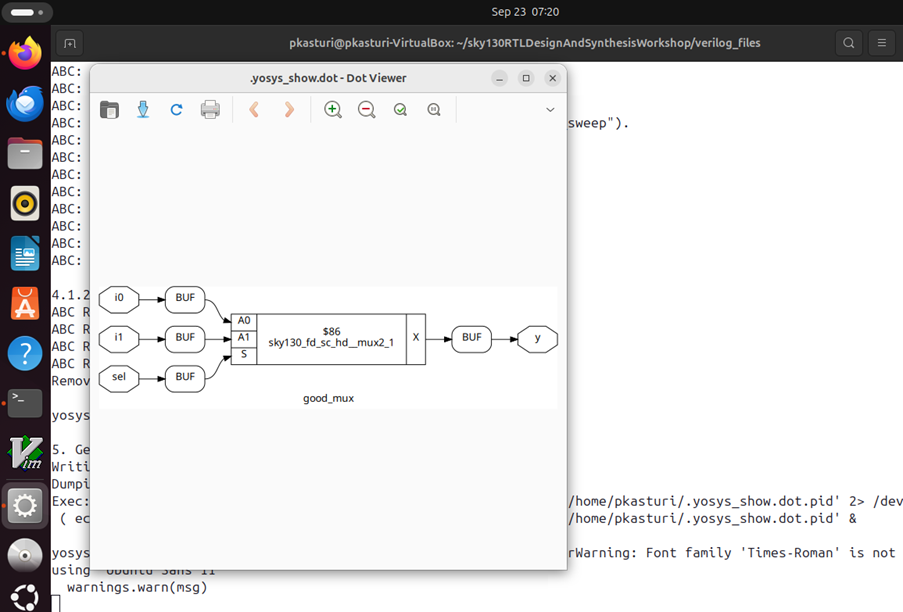 Sep 23 07:20
pkasturi@pkasturi-VirtualBox: ~/sky130RTLDesignAndSynthesisWorkshop/verilog_files
.yosys_show.dot - Dot Viewer
ABC:
ABC:
ABC:
ABC: sweep").
ABC:
ABC:
ABC:
ABC:
ABC:
ABC:
ABC:
ABC:
i0 BUF
A0
i1 BUF A1 $86 X BUF y
sky130_fd_sc_hd__mux2_1
S
sel BUF
good_mux
4.1.2
ABC R
ABC R
ABC R
ABC R
Remov
yosys
5. Ge
Writi
Dumpi
Exec: /home/pkasturi/.yosys_show.dot.pid' 2> /dev
( ec /home/pkasturi/.yosys_show.dot.pid' &
yosys rWarning: Font family 'Times-Roman' is not
using 'Ubuntu Sans 11'
warnings.warn(msg)